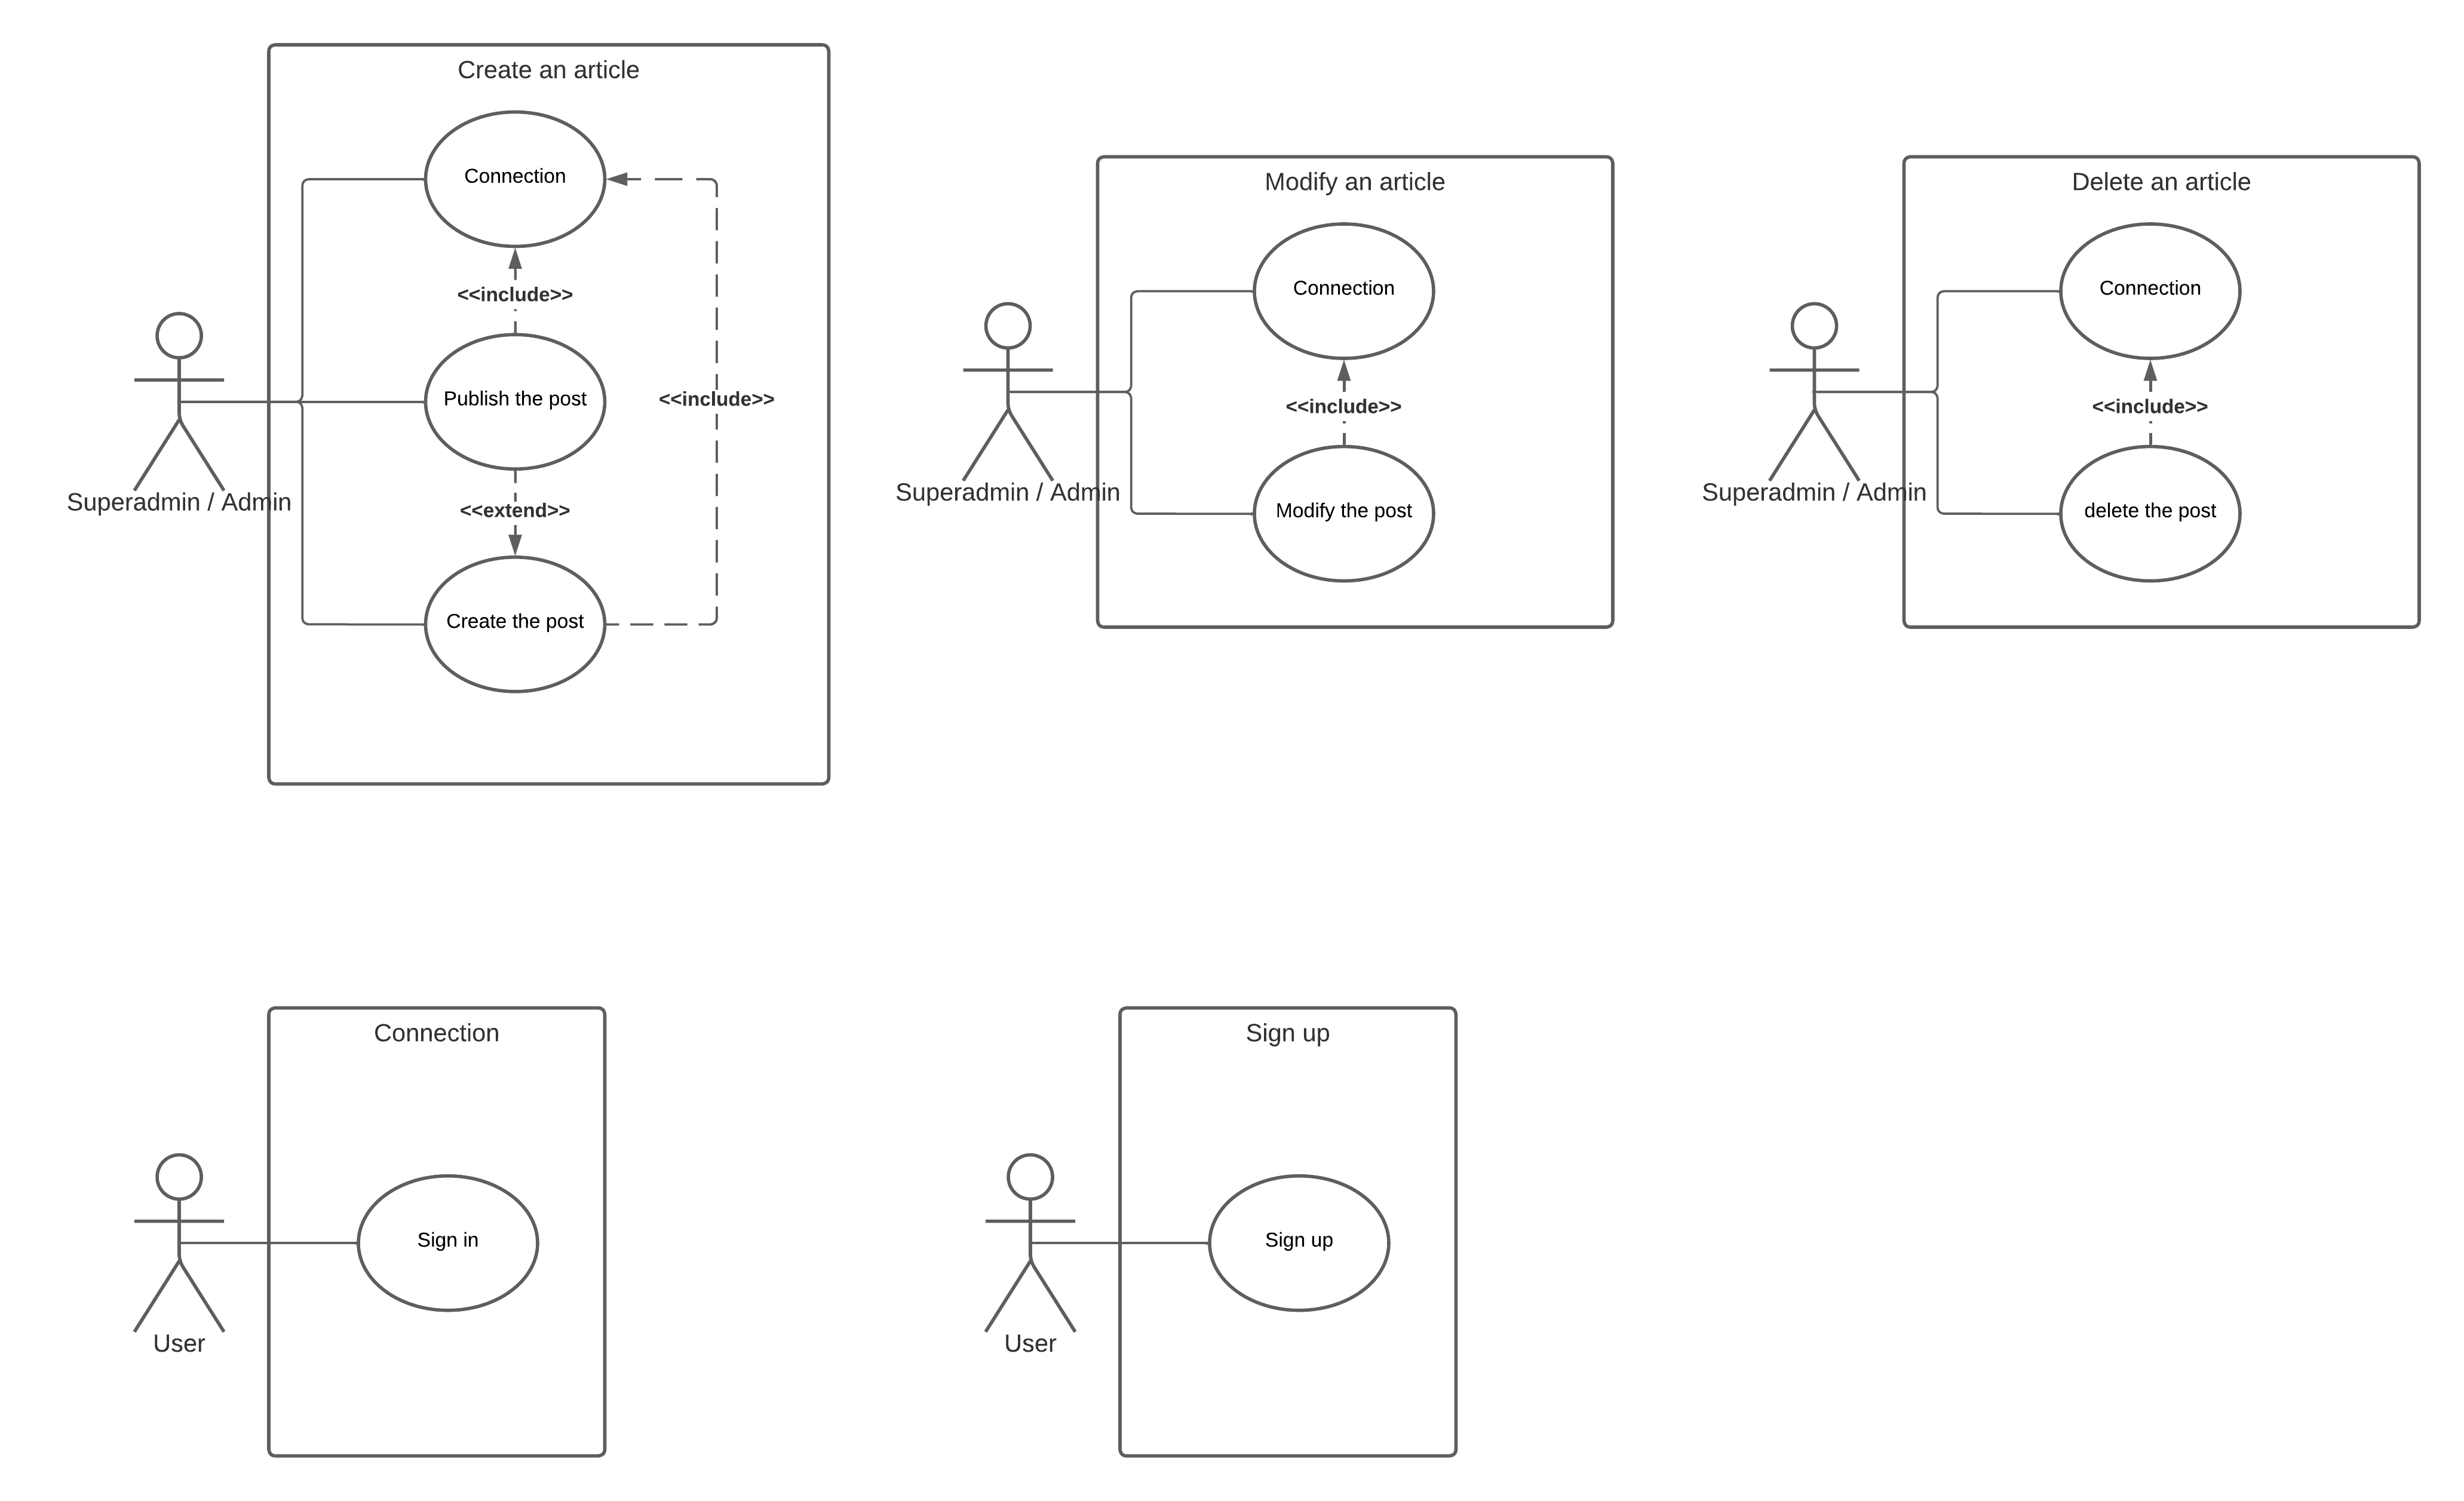 Create an article
Connection
<<include>>
Publish the post
<<include>>
<<extend>>
Create the post
Superadmin / Admin
Modify an article
Connection
<<include>>
Modify the post
Superadmin / Admin
Delete an article
Connection
<<include>>
delete the post
Superadmin / Admin
Connection
Sign in
User
Sign up
Sign up
User